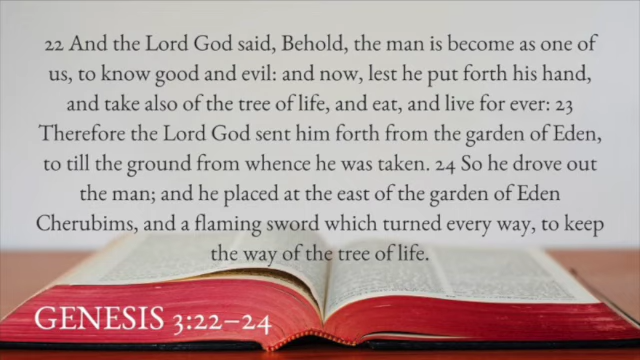 22 And the Lord God said, Behold, the man is become as one of
us, to know good and evil: and now, lest he put forth his hand,
and take also of the tree of life, and eat, and live for ever: 23
Therefore the Lord God sent him forth from the garden of Eden,
to till the ground from whence he was taken. 24 So he drove out
the man; and he placed at the east of the garden of Eden
Cherubims, and a flaming sword which turned every way, to keep
the way of the tree of life.
GENESIS 3:22–24